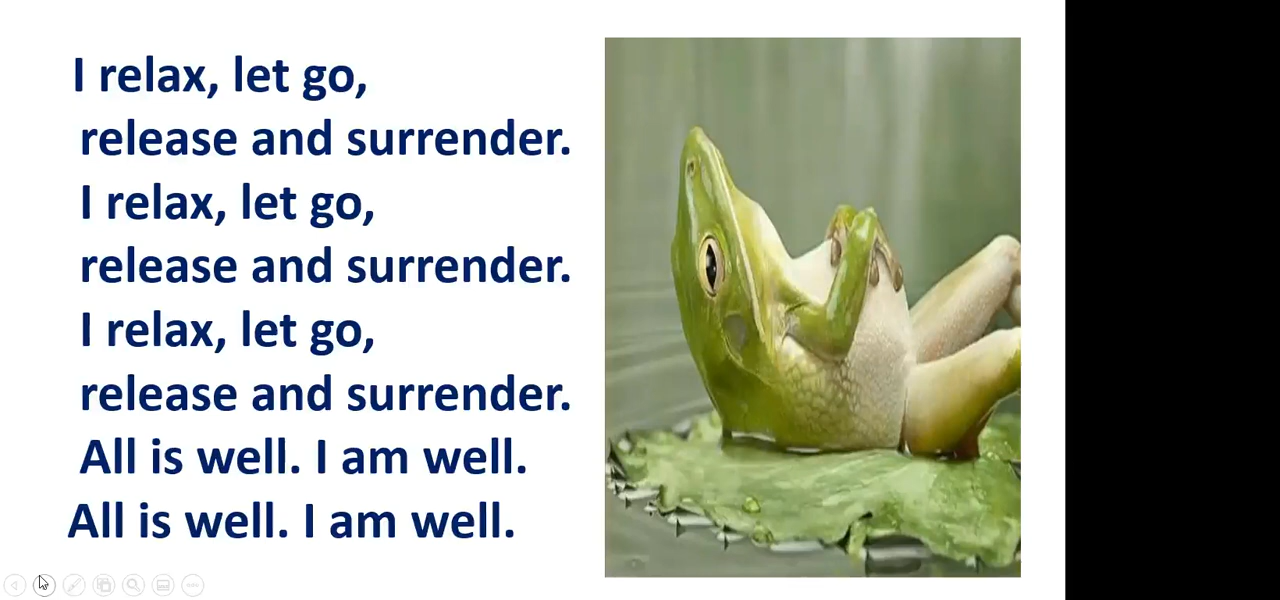 I relax, let go,
release and surrender.
I relax, let go,
release and surrender.
I relax, let go,
release and surrender.
All is well. I am well.
All is well. I am well.